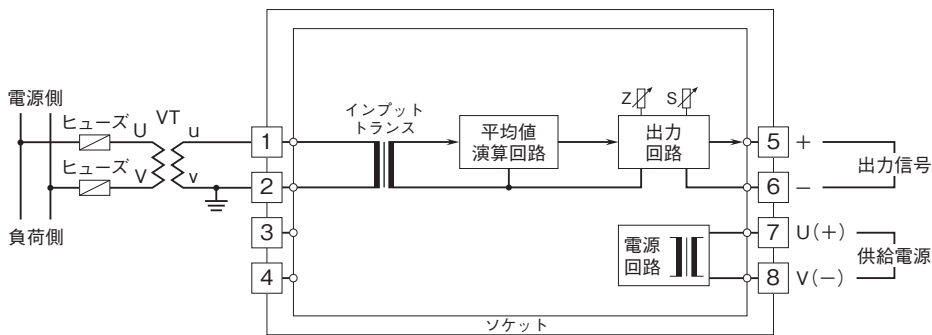 電源側
ヒューズ
U
VT
u
ヒューズ
V
v
負荷側
1
2
3
4
インプット
トランス
平均値
演算回路
Z
S
出力
回路
電源
回路
5
+
6
−
出力信号
7
U(+)
8
V(−)
供給電源
ソケット